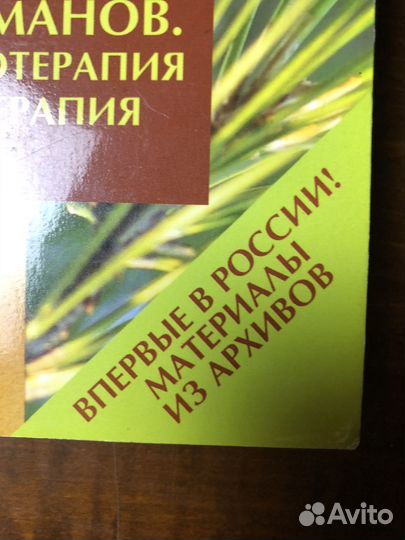 МАНОВ.
ОТЕРАПИЯ
РАПИЯ
ВПЕРВЫЕ В РОССИИ!
МАТЕРИАЛЫ
ИЗ АРХИВОВ
Avito